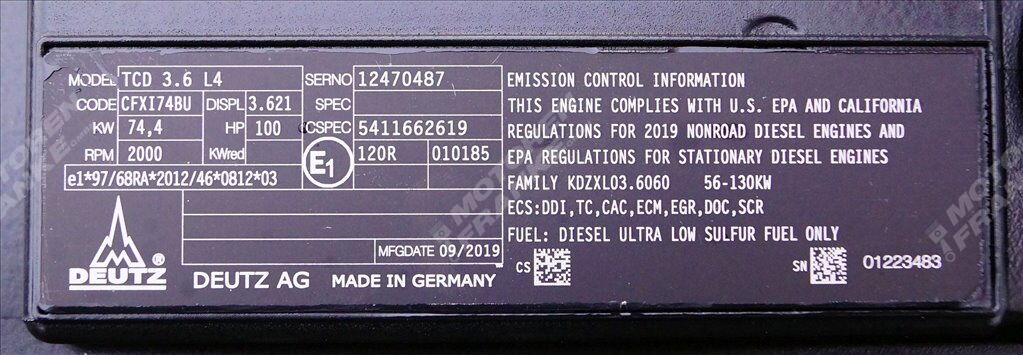 MODEL TCD 3.6 L4 SERNO 12470487
CODE CFXI74BU DISPL 3.621 SPEC
KW 74,4 HP 100 CSPEC 5411662619
RPM 2000 KWred E1 120R 010185
e1*97/68RA*2012/46*0812*03
MFGDATE 09/2019
DEUTZ ® DEUTZ AG MADE IN GERMANY
EMISSION CONTROL INFORMATION
THIS ENGINE COMPLIES WITH U.S. EPA AND CALIFORNIA
REGULATIONS FOR 2019 NONROAD DIESEL ENGINES AND
EPA REGULATIONS FOR STATIONARY DIESEL ENGINES
FAMILY KDZXL03.6060 56-130KW
ECS:DDI,TC,CAC,ECM,EGR,DOC,SCR
FUEL: DIESEL ULTRA LOW SULFUR FUEL ONLY
CS SN 01223483
MOTOREN
FRANKE